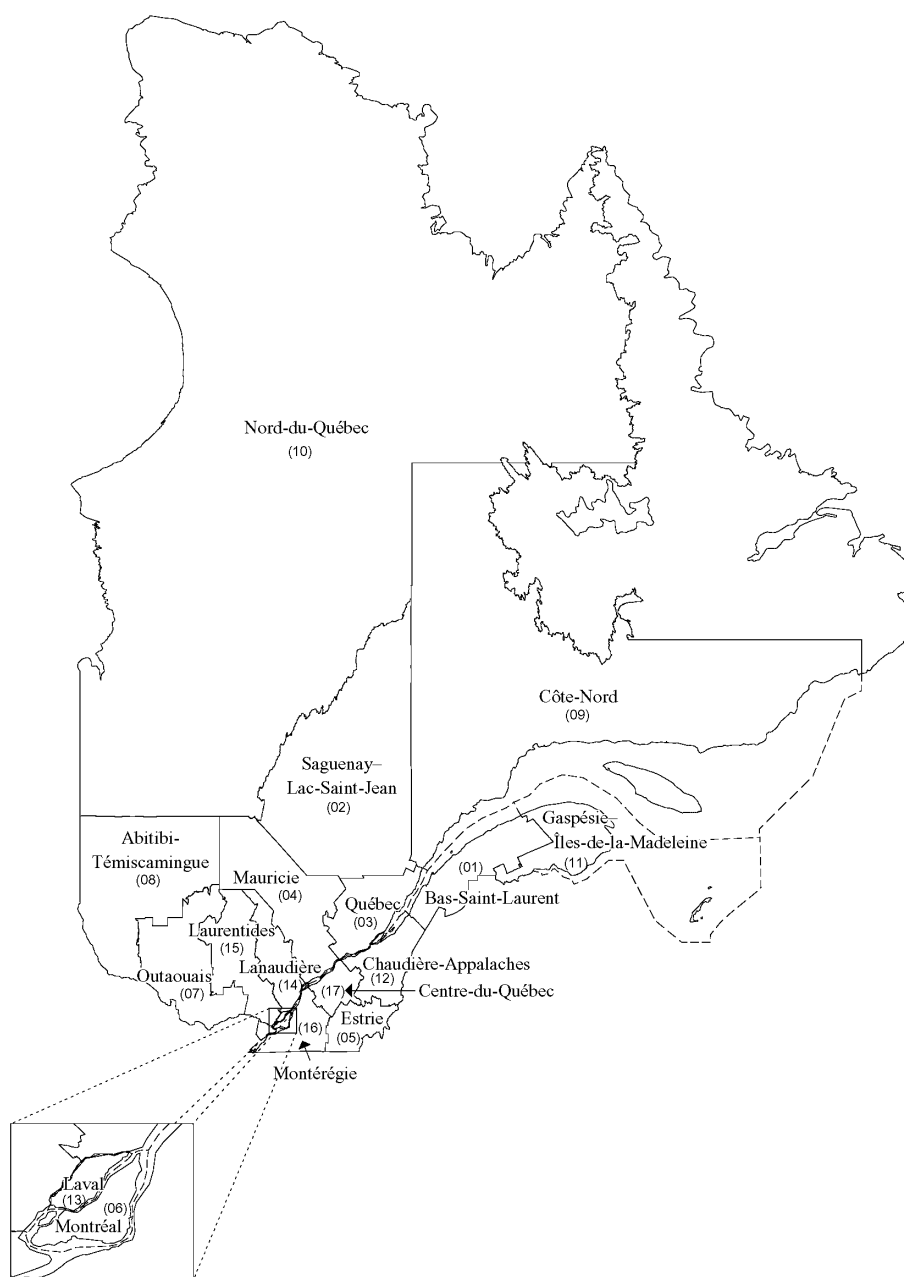 Nord-du-Québec
(10)
Côte-Nord
(09)
Saguenay–
Lac-Saint-Jean
(02)
Gaspésie–
Îles-de-la-Madeleine
(11)
Abitibi-
Témiscamingue
(08)
Mauricie
(04)
(01)
Bas-Saint-Laurent
Québec
(03)
Laurentides
(15)
Outaouais
(07)
Lanaudière
(14)
Chaudière-Appalaches
(12)
(17)
Centre-du-Québec
Estrie
(05)
(16)
Montérégie
Laval
(13)
(06)
Montréal